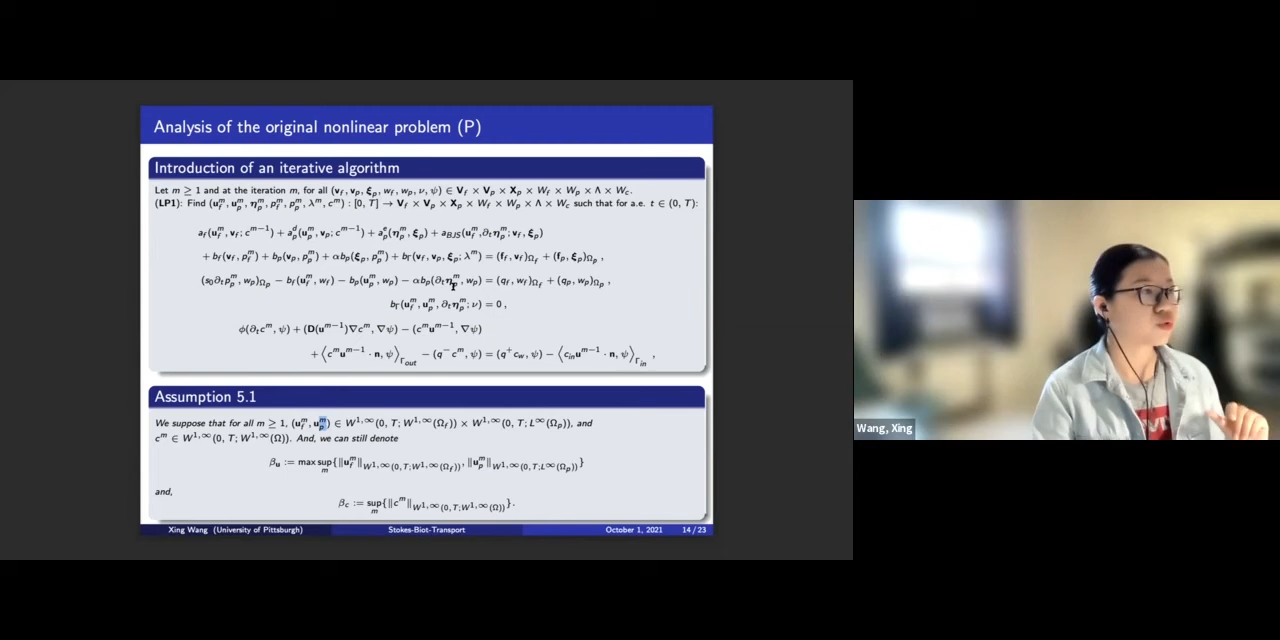 Analysis of the original nonlinear problem (P)
Introduction of an iterative algorithm
Let m ≥ 1 and at the iteration m, for all (v_f, v_p, ξ_p, w_f, w_p, ν, ψ) ∈ V_f × V_p × X_p × W_f × W_p × Λ × W_c.
(LP1): Find (u_f^m, u_p^m, η_p^m, p_f^m, p_p^m, λ^m, c^m) : [0, T] → V_f × V_p × X_p × W_f × W_p × Λ × W_c such that for a.e. t ∈ (0, T):
a_f(u_f^m, v_f; c^{m−1}) + a_p^d(u_p^m, v_p; c^{m−1}) + a_p^e(η_p^m, ξ_p) + a_BJS(u_f^m, ∂_t η_p^m; v_f, ξ_p)
+ b_f(v_f, p_f^m) + b_p(v_p, p_p^m) + αb_p(ξ_p, p_p^m) + b_Γ(v_f, v_p, ξ_p; λ^m) = (f_f, v_f)_{Ω_f} + (f_p, ξ_p)_{Ω_p} ,
(s_0 ∂_t p_p^m, w_p)_{Ω_p} − b_f(u_f^m, w_f) − b_p(u_p^m, w_p) − αb_p(∂_t η_p^m, w_p) = (q_f, w_f)_{Ω_f} + (q_p, w_p)_{Ω_p} ,
b_Γ(u_f^m, u_p^m, ∂_t η_p^m; ν) = 0 ,
ϕ(∂_t c^m, ψ) + (D(u^{m−1})∇c^m, ∇ψ) − (c^m u^{m−1}, ∇ψ)
+ ⟨c^m u^{m−1} · n, ψ⟩_{Γ_out} − (q^− c^m, ψ) = (q^+ c_w, ψ) − ⟨c_in u^{m−1} · n, ψ⟩_{Γ_in} ,
Assumption 5.1
We suppose that for all m ≥ 1, (u_f^m, u_p^m) ∈ W^{1,∞}(0, T; W^{1,∞}(Ω_f)) × W^{1,∞}(0, T; L^∞(Ω_p)), and
c^m ∈ W^{1,∞}(0, T; W^{1,∞}(Ω)). And, we can still denote
β_u := max sup_m {‖u_f^m‖_{W^{1,∞}(0,T;W^{1,∞}(Ω_f))}, ‖u_p^m‖_{W^{1,∞}(0,T;L^∞(Ω_p))}}
and,
β_c := sup_m {‖c^m‖_{W^{1,∞}(0,T;W^{1,∞}(Ω))}}.
Xing Wang (University of Pittsburgh) Stokes-Biot-Transport October 1, 2021 14 / 23
Wang, Xing